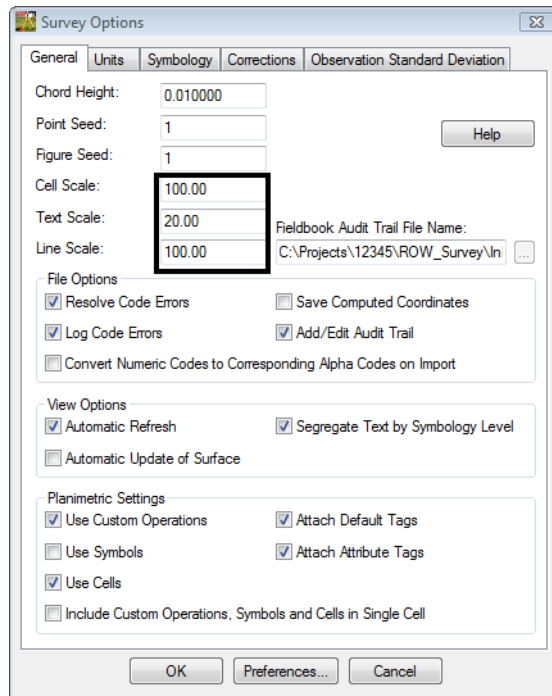 Survey Options
General Units Symbology Corrections Observation Standard Deviation
Chord Height: 0.010000
Point Seed: 1
Help
Figure Seed: 1
Cell Scale: 100.00
Text Scale: 20.00
Fieldbook Audit Trail File Name:
Line Scale: 100.00 C:\Projects\12345\ROW_Survey\In ...
File Options
Resolve Code Errors Save Computed Coordinates
Log Code Errors Add/Edit Audit Trail
Convert Numeric Codes to Corresponding Alpha Codes on Import
View Options
Automatic Refresh Segregate Text by Symbology Level
Automatic Update of Surface
Planimetric Settings
Use Custom Operations Attach Default Tags
Use Symbols Attach Attribute Tags
Use Cells
Include Custom Operations, Symbols and Cells in Single Cell
OK Preferences... Cancel